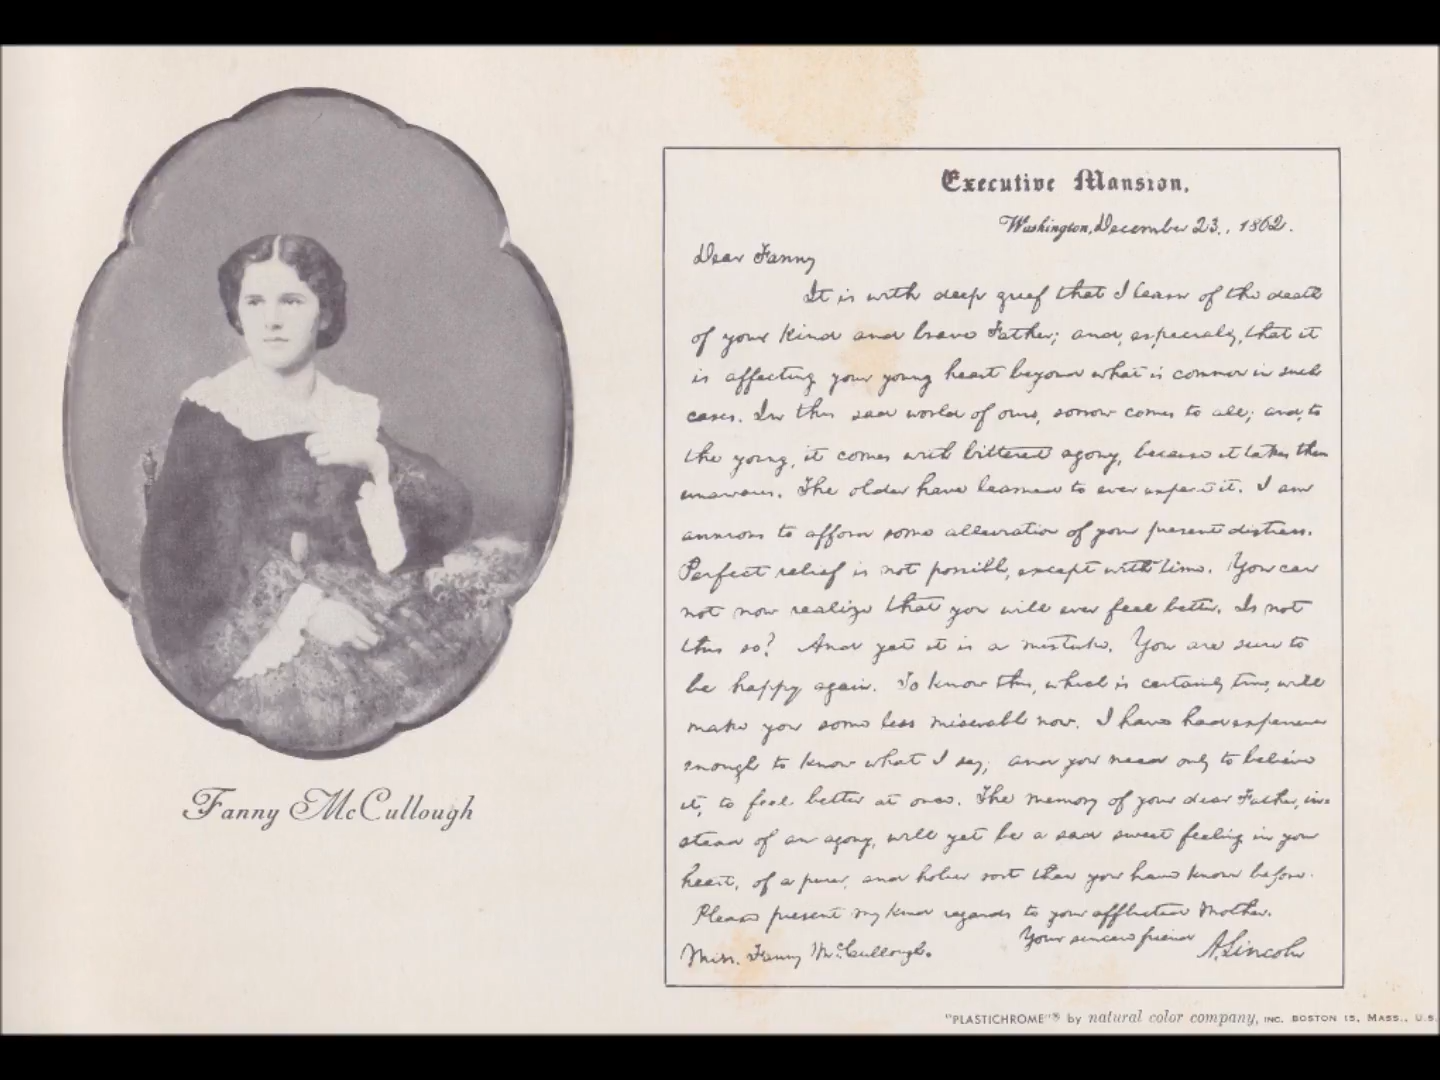 Executive Mansion,
Washington, December 23, 1862.
Dear Fanny
It is with deep grief that I learn of the death
of your kind and brave Father; and, especially, that it
is affecting your young heart beyond what is common in such
cases. In this sad world of ours, sorrow comes to all; and, to
the young, it comes with bitterest agony, because it takes them
unawares. The older have learned to ever expect it. I am
anxious to afford some alleviation of your present distress.
Perfect relief is not possible, except with time. You can
not now realize that you will ever feel better. Is not
this so? And yet it is a mistake. You are sure to
be happy again. To know this, which is certainly true, will
make you some less miserable now. I have had experience
enough to know what I say; and you need only to believe
it, to feel better at once. The memory of your dear Father, in-
stead of an agony, will yet be a sad sweet feeling in your
heart, of a purer, and holier sort than you have known before.
Please present my kind regards to your afflicted mother.
Your sincere friend
A. Lincoln
Miss. Fanny McCullough.
Fanny McCullough
"PLASTICHROME"® by natural color company, INC. BOSTON 15, MASS., U.S.